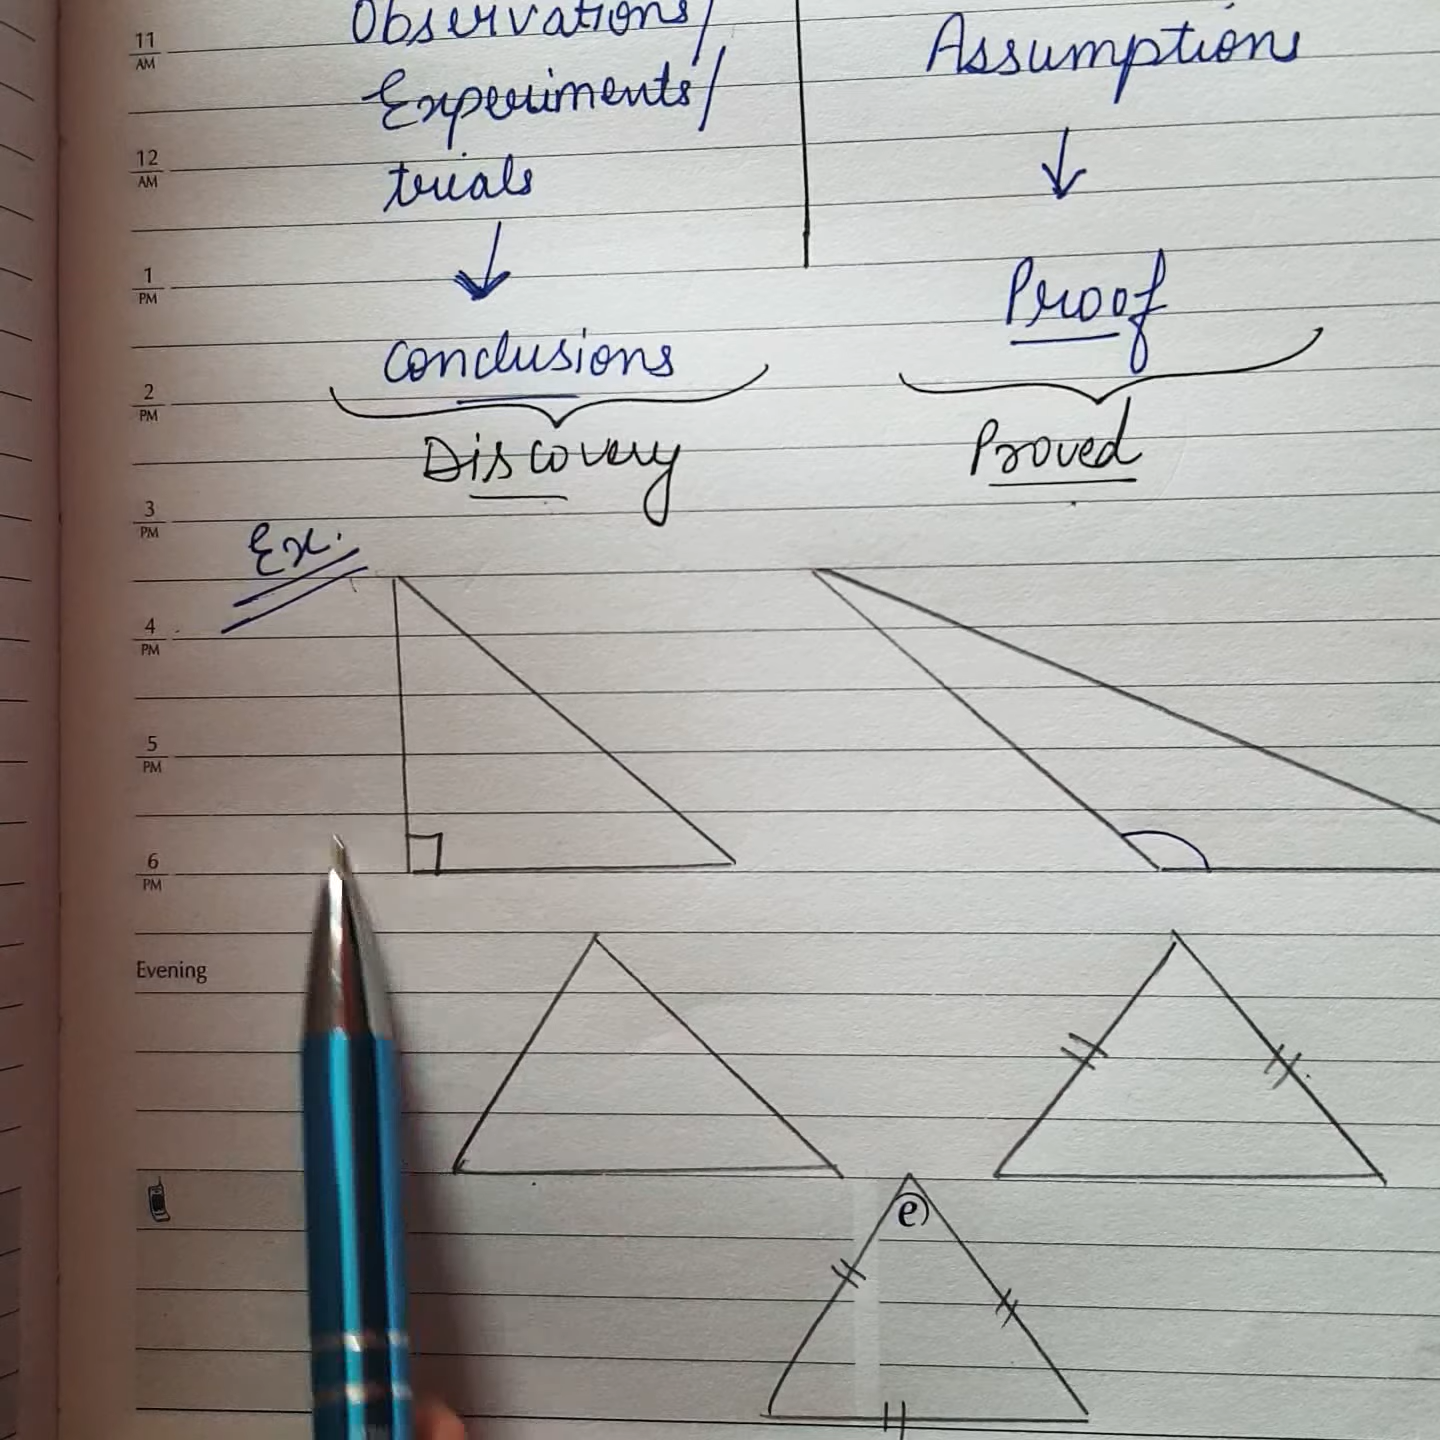 Observations/
Experiments/
trials
Conclusions
Discovery
Assumptions
Proof
Proved
Ex.
11
AM
12
AM
1
PM
2
PM
3
PM
4
PM
5
PM
6
PM
Evening
e